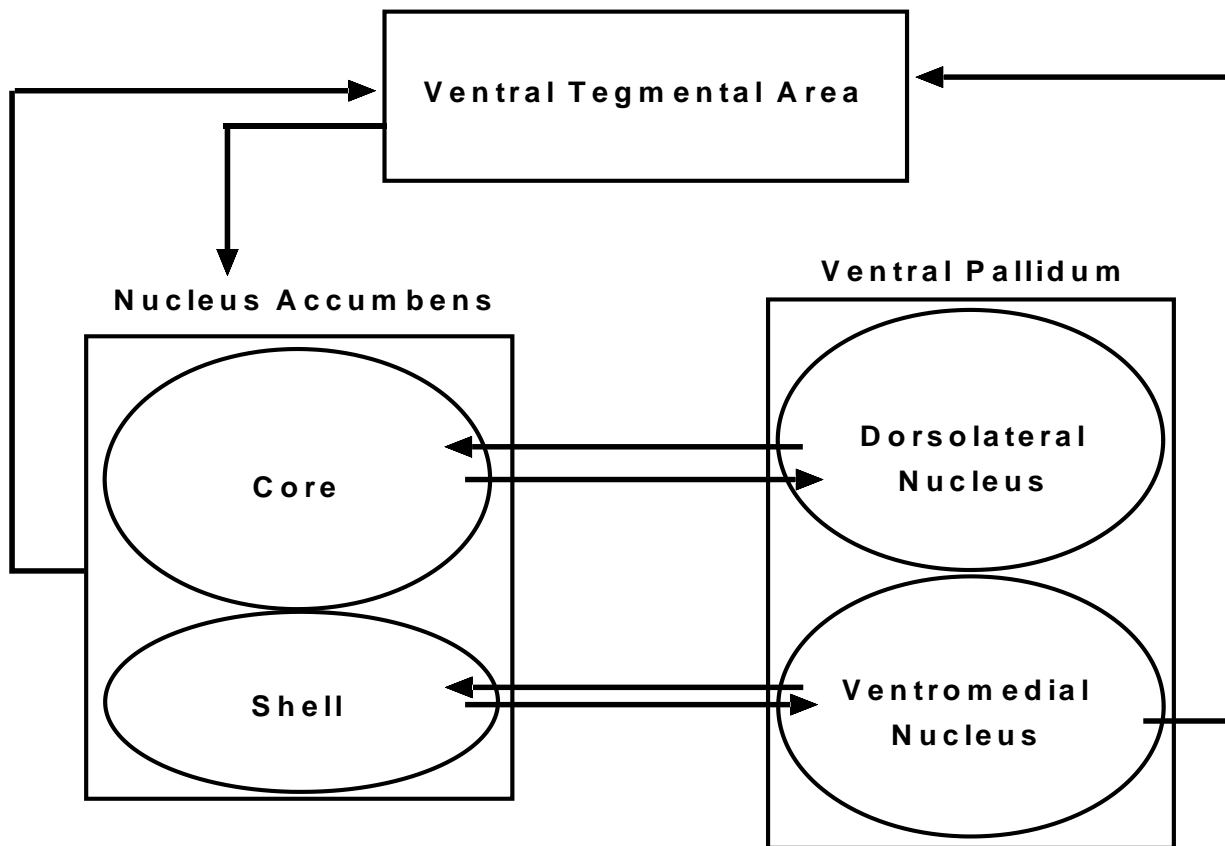 Ventral Tegmental Area
Ventral Pallidum
Nucleus Accumbens
Dorsolateral
Nucleus
Core
Ventromedial
Nucleus
Shell